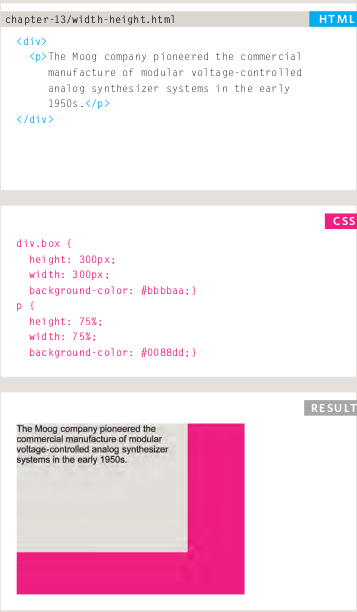 chapter-13/width-height.html HTML
<div>
<p>The Moog company pioneered the commercial
manufacture of modular voltage-controlled
analog synthesizer systems in the early
1950s.</p>
</div>
CSS
div.box {
height: 300px;
width: 300px;
background-color: #bbbbaa;}
p {
height: 75%;
width: 75%;
background-color: #0088dd;}
RESULT
The Moog company pioneered the
commercial manufacture of modular
voltage-controlled analog synthesizer
systems in the early 1950s.